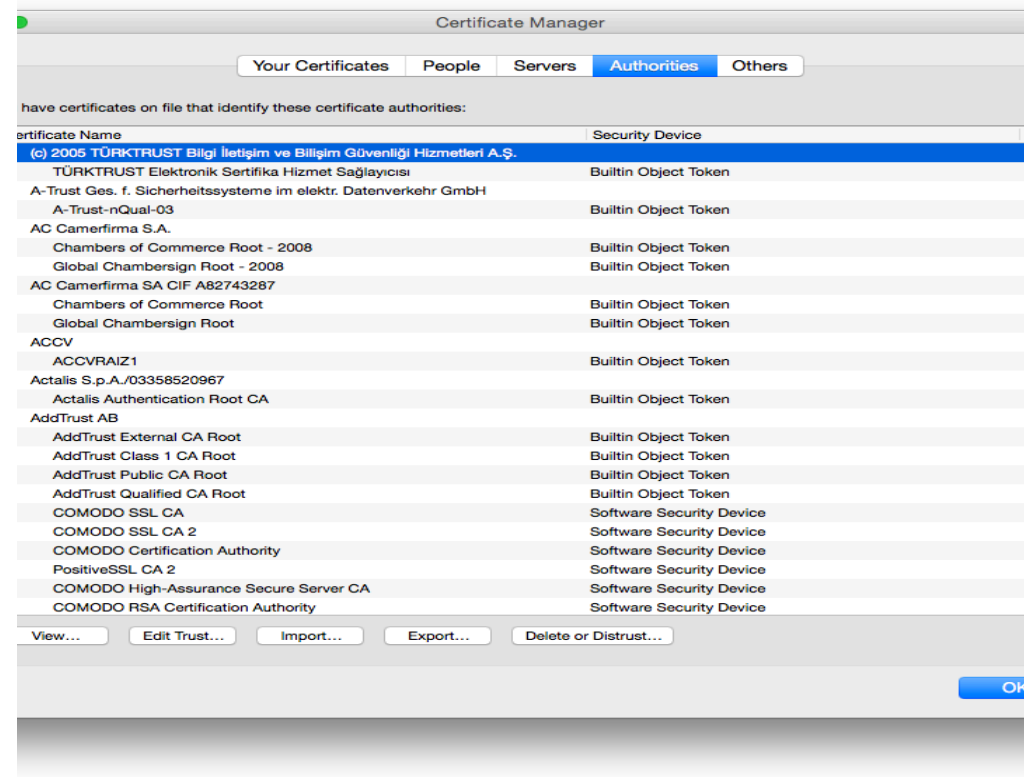 Certificate Manager
Your Certificates People Servers Authorities Others
have certificates on file that identify these certificate authorities:
ertificate Name Security Device
(c) 2005 TÜRKTRUST Bilgi İletişim ve Bilişim Güvenliği Hizmetleri A.Ş.
TÜRKTRUST Elektronik Sertifika Hizmet Sağlayıcısı Builtin Object Token
A-Trust Ges. f. Sicherheitssysteme im elektr. Datenverkehr GmbH
A-Trust-nQual-03 Builtin Object Token
AC Camerfirma S.A.
Chambers of Commerce Root - 2008 Builtin Object Token
Global Chambersign Root - 2008 Builtin Object Token
AC Camerfirma SA CIF A82743287
Chambers of Commerce Root Builtin Object Token
Global Chambersign Root Builtin Object Token
ACCV
ACCVRAIZ1 Builtin Object Token
Actalis S.p.A./03358520967
Actalis Authentication Root CA Builtin Object Token
AddTrust AB
AddTrust External CA Root Builtin Object Token
AddTrust Class 1 CA Root Builtin Object Token
AddTrust Public CA Root Builtin Object Token
AddTrust Qualified CA Root Builtin Object Token
COMODO SSL CA Software Security Device
COMODO SSL CA 2 Software Security Device
COMODO Certification Authority Software Security Device
PositiveSSL CA 2 Software Security Device
COMODO High-Assurance Secure Server CA Software Security Device
COMODO RSA Certification Authority Software Security Device
View... Edit Trust... Import... Export... Delete or Distrust...
OK